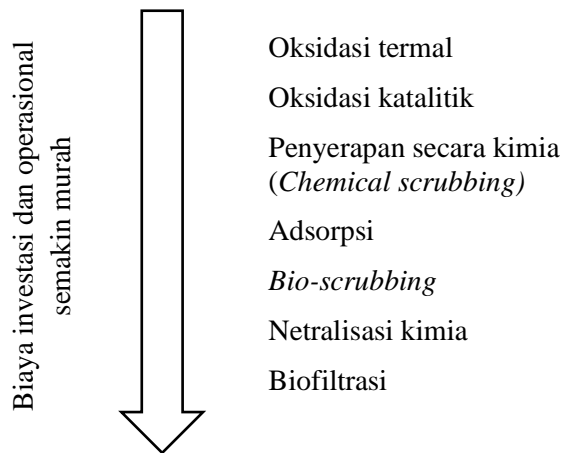 Biaya investasi dan operasional
semakin murah
Oksidasi termal
Oksidasi katalitik
Penyerapan secara kimia
(Chemical scrubbing)
Adsorpsi
Bio-scrubbing
Netralisasi kimia
Biofiltrasi